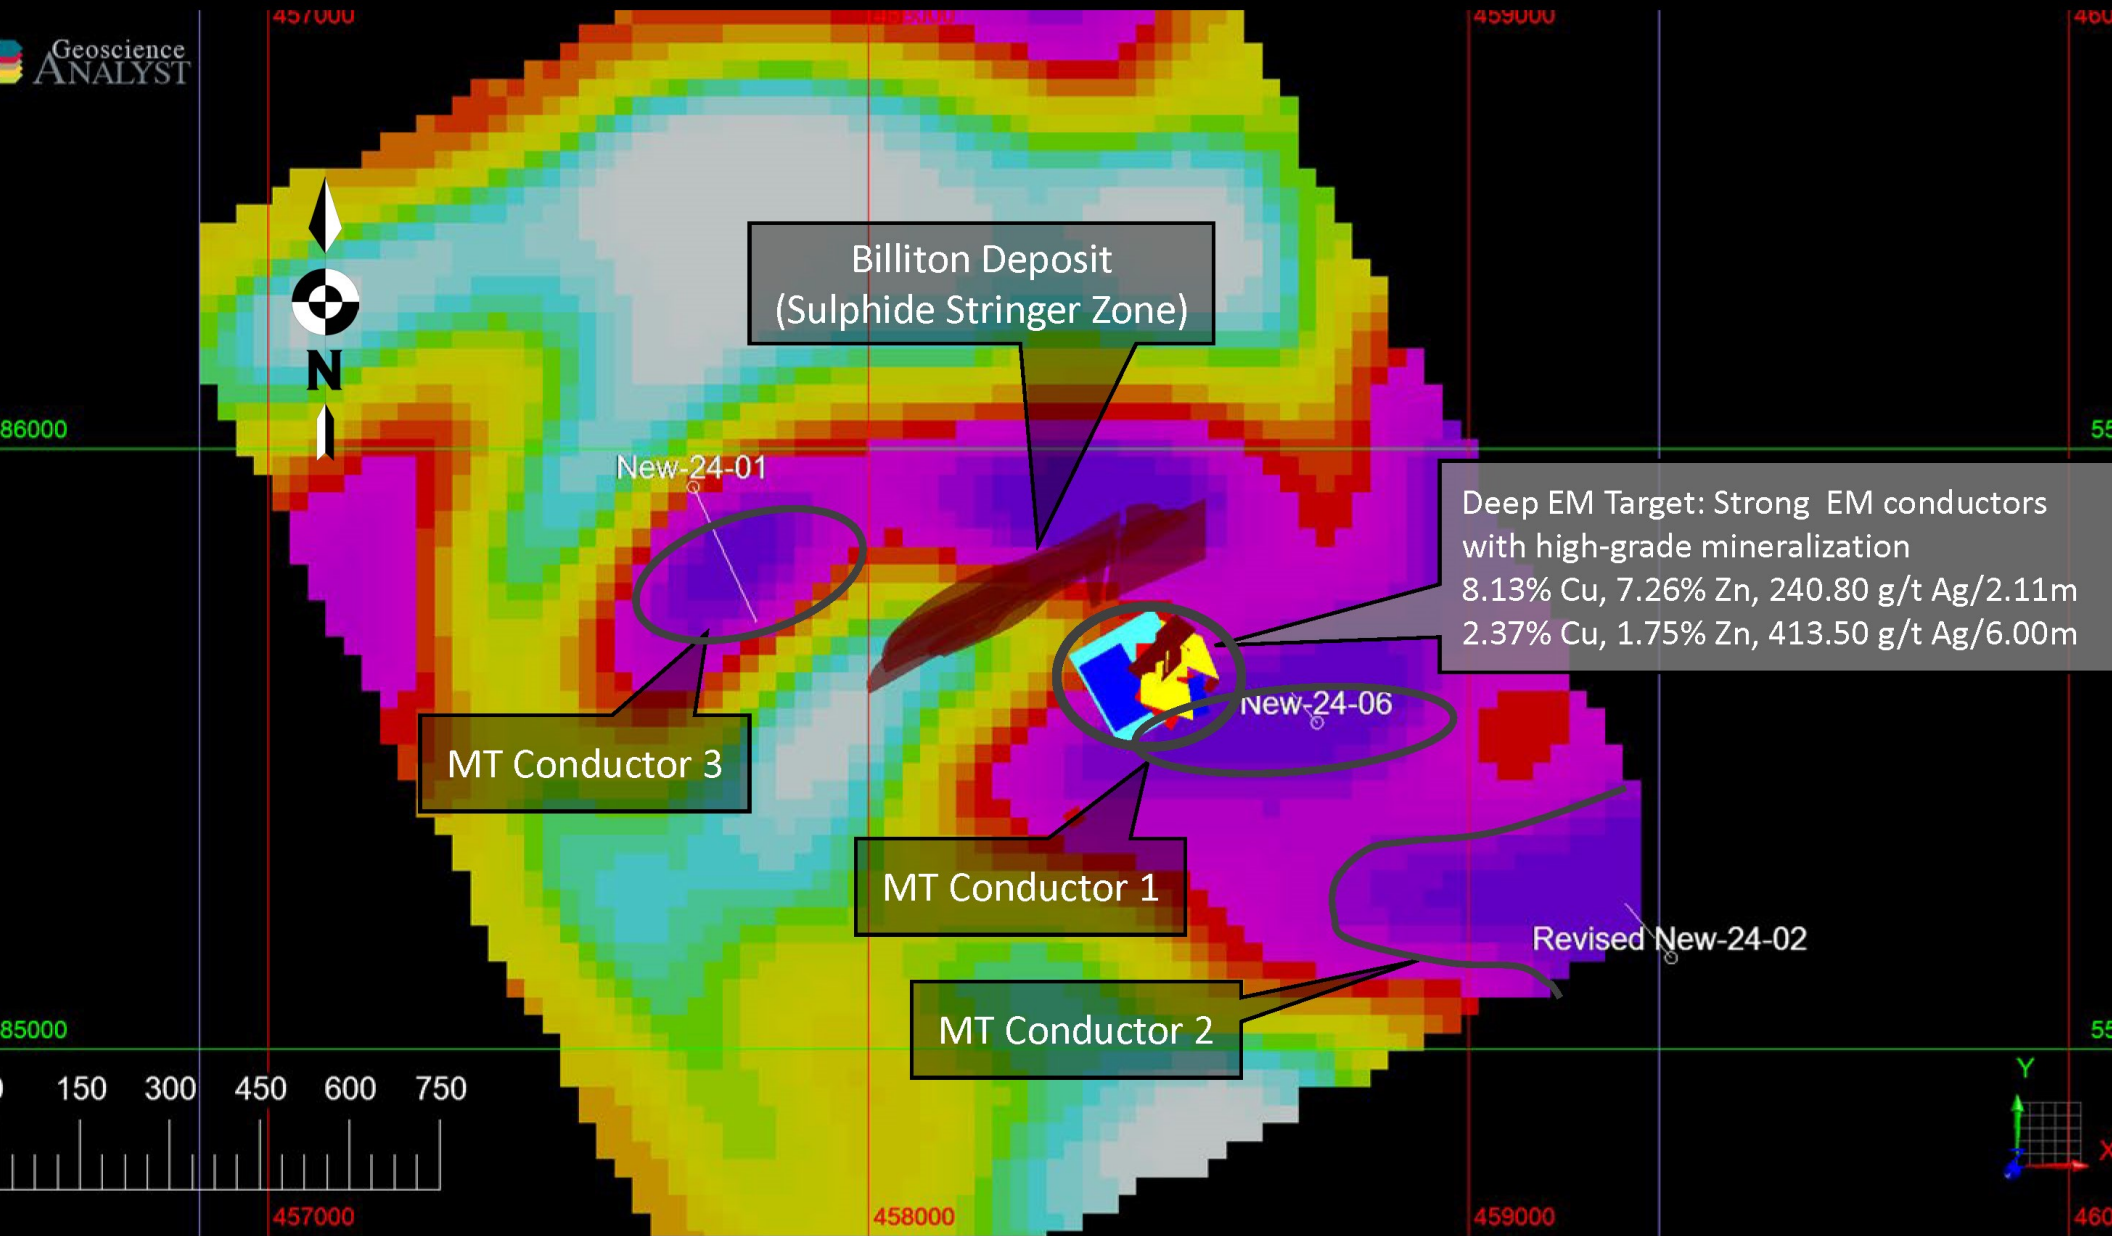 457000
459000
Geoscience
ANALYST
Billiton Deposit
(Sulphide Stringer Zone)
86000
New-24-01
N
Deep EM Target: Strong EM conductors
with high-grade mineralization
8.13% Cu, 7.26% Zn, 240.80 g/t Ag/2.11m
2.37% Cu, 1.75% Zn, 413.50 g/t Ag/6.00m
New-24-06
MT Conductor 3
MT Conductor 1
Revised New-24-02
MT Conductor 2
85000
150 300 450 600 750
Y
X
457000
458000
459000